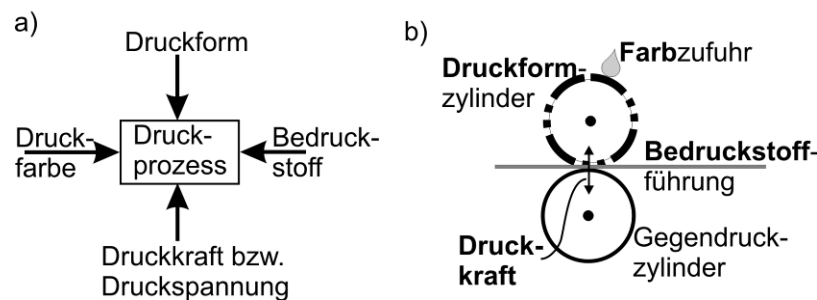 a)
Druckform
Druck-
farbe
Druck-
prozess
Bedruck-
stoff
Druckkraft bzw.
Druckspannung
b)
Farbzufuhr
Druckform-
zylinder
Bedruckstoff-
führung
Druck-
kraft
Gegendruck-
zylinder